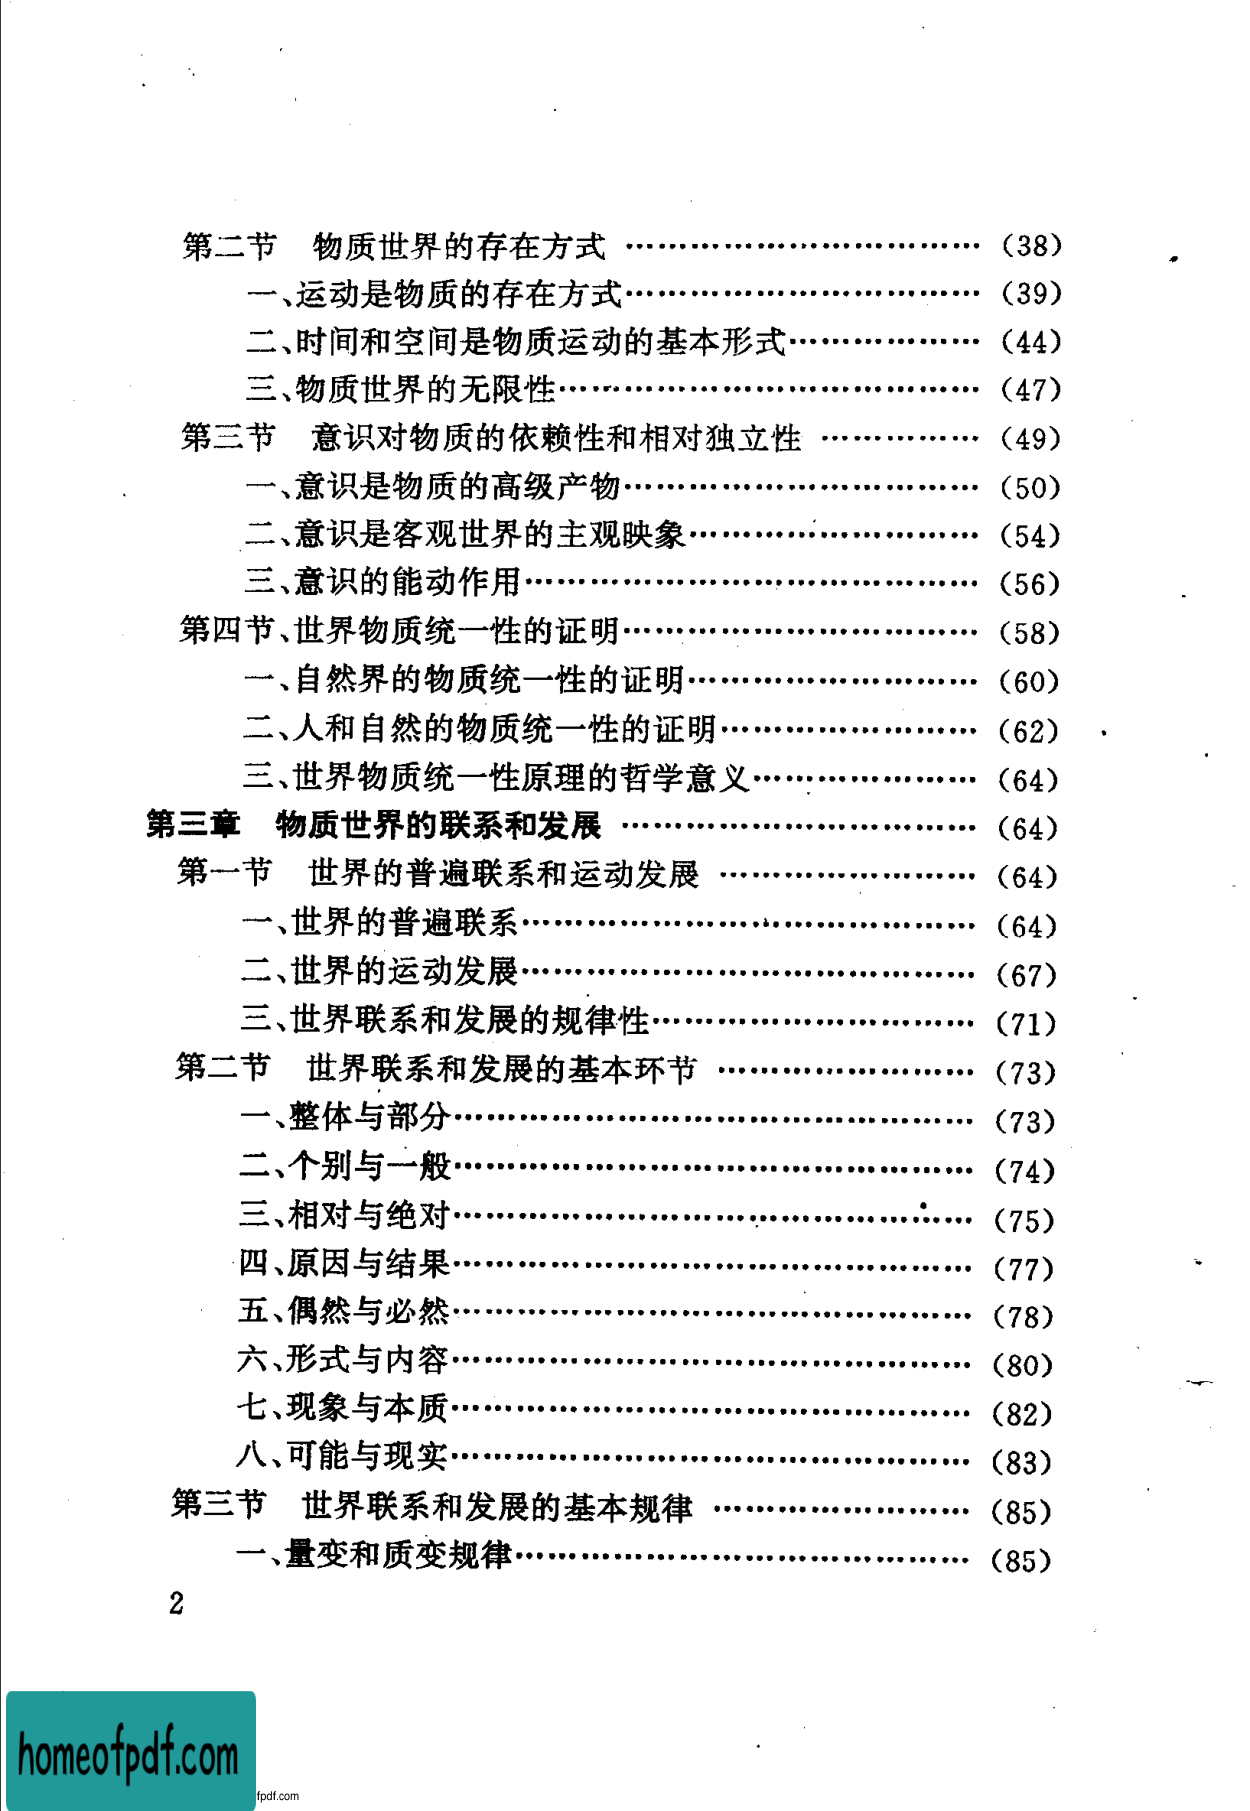 第二节　物质世界的存在方式 ……………………………… (38)
一、运动是物质的存在方式……………………………… (39)
二、时间和空间是物质运动的基本形式……………… (44)
三、物质世界的无限性…………………………………… (47)
第三节　意识对物质的依赖性和相对独立性 …………… (49)
一、意识是物质的高级产物……………………………… (50)
二、意识是客观世界的主观映象………………………… (54)
三、意识的能动作用……………………………………… (56)
第四节、世界物质统一性的证明……………………………… (58)
一、自然界的物质统一性的证明………………………… (60)
二、人和自然的物质统一性的证明……………………… (62)
三、世界物质统一性原理的哲学意义…………………… (64)
第三章　物质世界的联系和发展 ……………………………… (64)
第一节　世界的普遍联系和运动发展 …………………… (64)
一、世界的普遍联系……………………………………… (64)
二、世界的运动发展……………………………………… (67)
三、世界联系和发展的规律性…………………………… (71)
第二节　世界联系和发展的基本环节 …………………… (73)
一、整体与部分…………………………………………… (73)
二、个别与一般…………………………………………… (74)
三、相对与绝对…………………………………………… (75)
四、原因与结果…………………………………………… (77)
五、偶然与必然…………………………………………… (78)
六、形式与内容…………………………………………… (80)
七、现象与本质…………………………………………… (82)
八、可能与现实…………………………………………… (83)
第三节　世界联系和发展的基本规律 …………………… (85)
一、量变和质变规律……………………………………… (85)
2
homeofpdf.com
fpdf.com